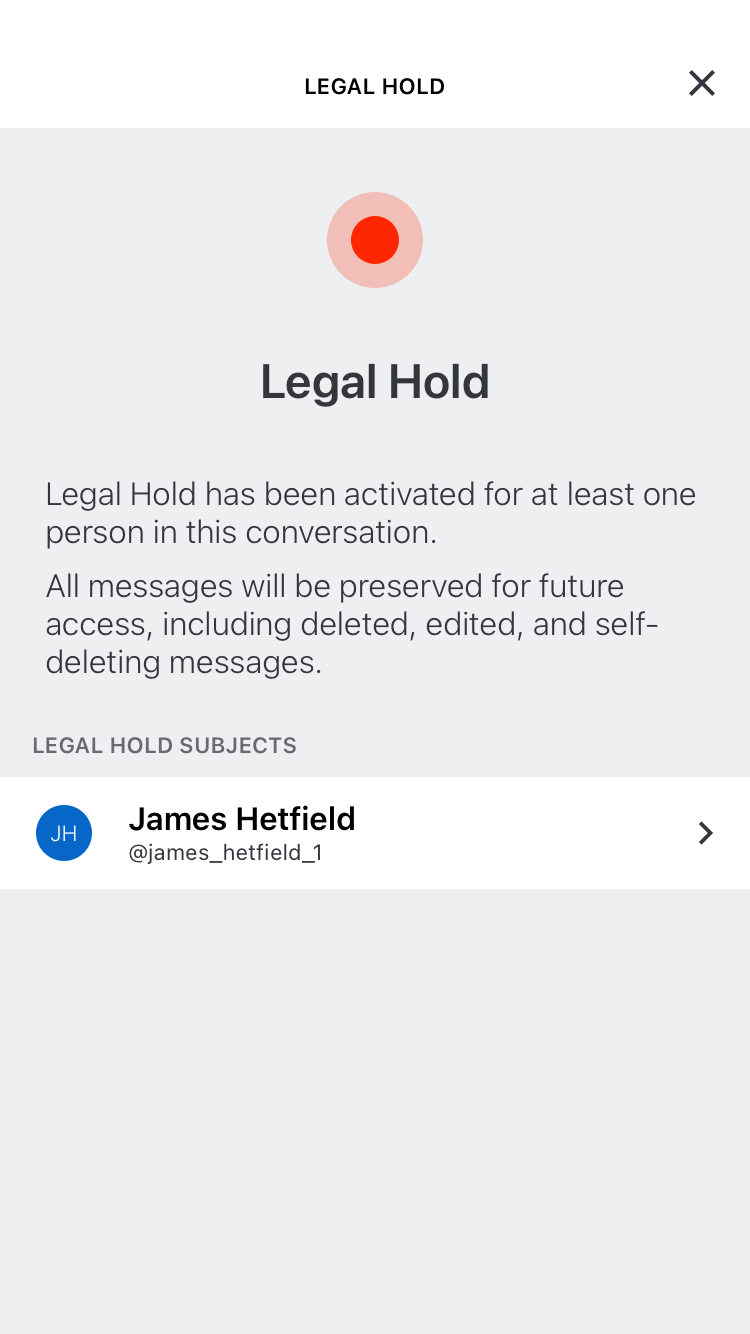 LEGAL HOLD
Legal Hold
Legal Hold has been activated for at least one
person in this conversation.
All messages will be preserved for future
access, including deleted, edited, and self-
deleting messages.
LEGAL HOLD SUBJECTS
JH
James Hetfield
@james_hetfield_1